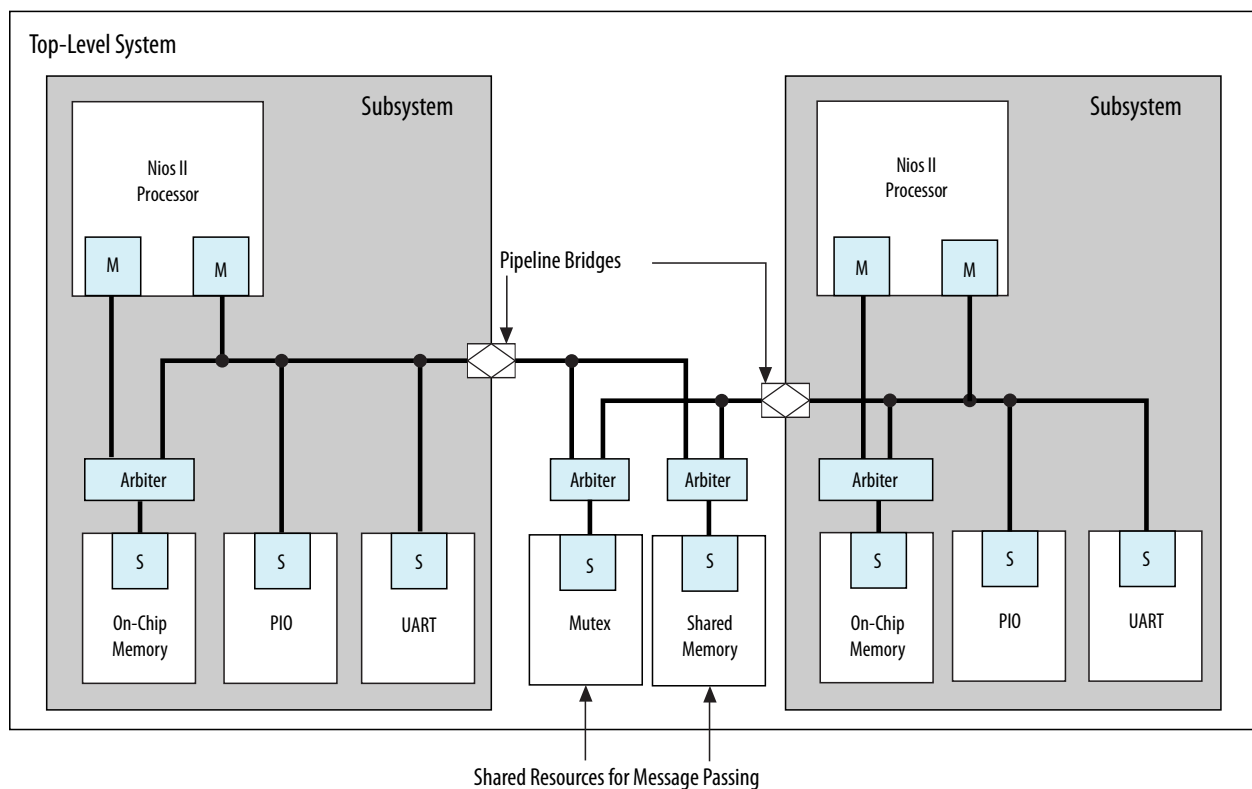 Top-Level System
Subsystem
Subsystem
Nios II
Processor
M
M
Nios II
Processor
M
M
Pipeline Bridges
Arbiter
Arbiter
Arbiter
Arbiter
S
On-Chip
Memory
S
PIO
S
UART
S
Mutex
S
Shared
Memory
S
On-Chip
Memory
S
PIO
S
UART
Shared Resources for Message Passing